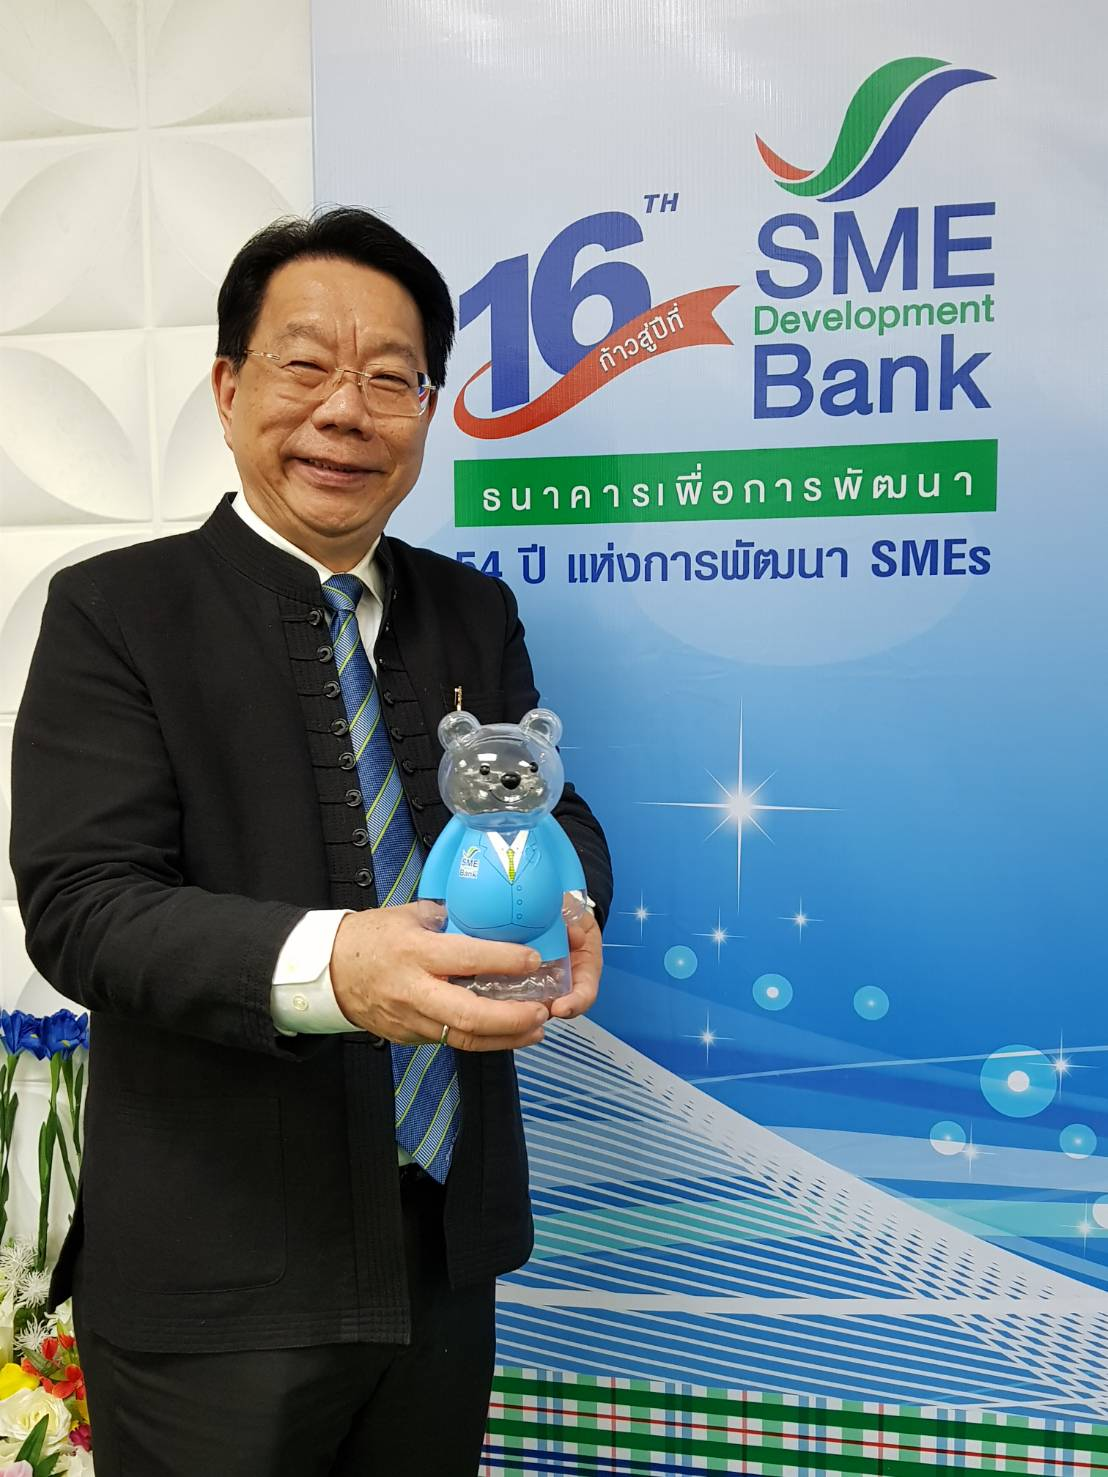 16TH
ก้าวสู่ปีที่
SME
Development
Bank
ธนาคารเพื่อการพัฒนา
54 ปี แห่งการพัฒนา SMEs
SME
Bank